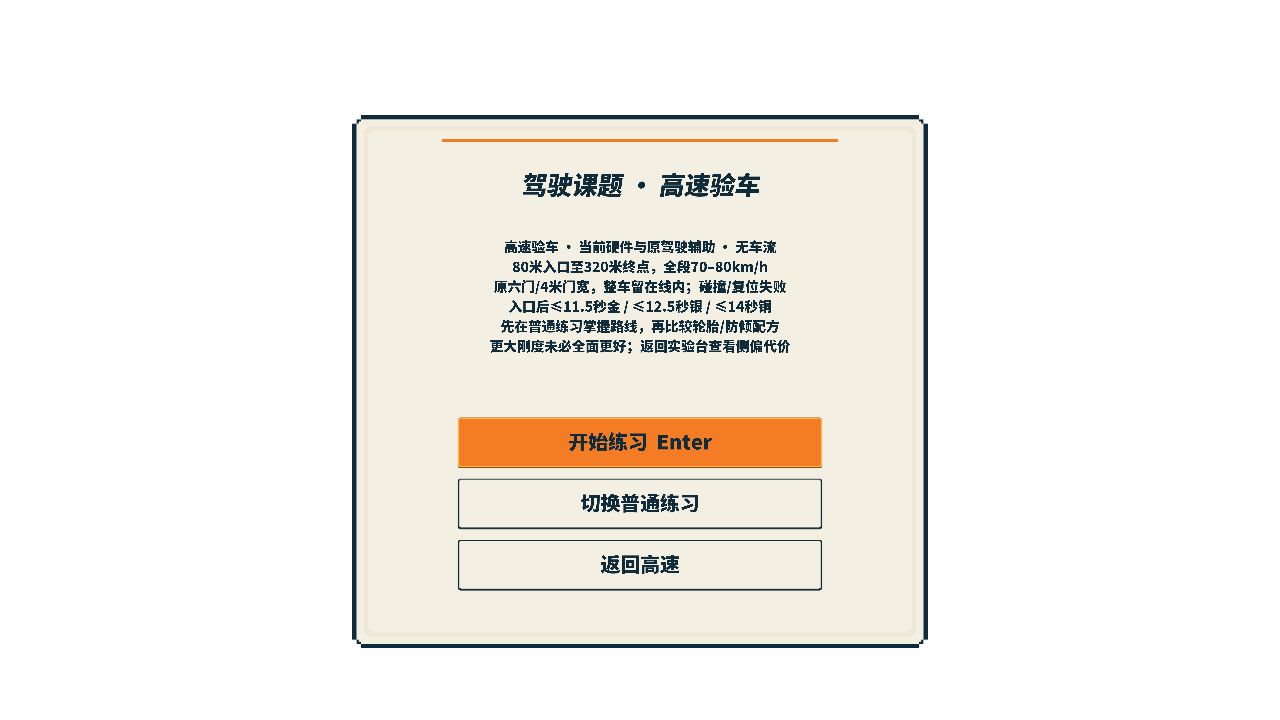 驾驶课题 · 高速验车
高速验车 · 当前硬件与原驾驶辅助 · 无车流
80米入口至320米终点，全段70–80km/h
原六门/4米门宽，整车留在线内；碰撞/复位失败
入口后≤11.5秒金 / ≤12.5秒银 / ≤14秒铜
先在普通练习掌握路线，再比较轮胎/防倾配方
更大刚度未必全面更好；返回实验台查看侧偏代价
开始练习 Enter
切换普通练习
返回高速